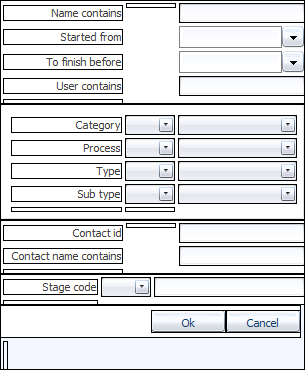 Name contains
Started from
To finish before
User contains
Category
Process
Type
Sub type
Contact id
Contact name contains
Stage code
Ok Cancel